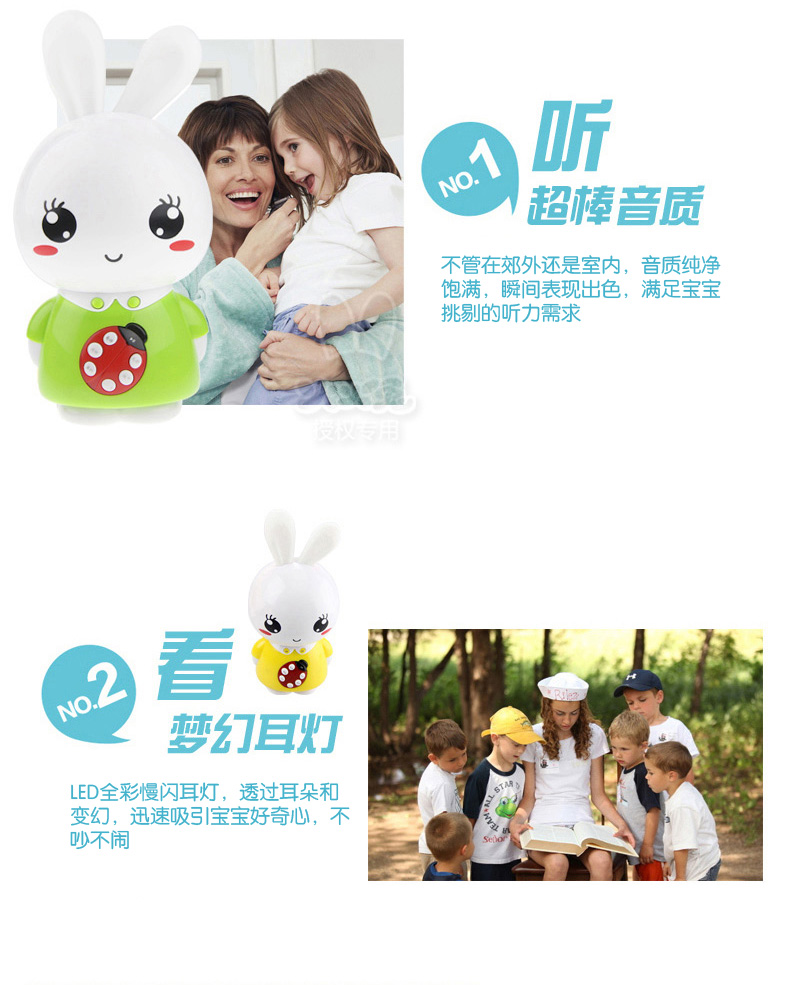 NO.1
听
超棒音质
不管在郊外还是室内，音质纯净
饱满，瞬间表现出色，满足宝宝
挑剔的听力需求
授权专用
NO.2
看
梦幻耳灯
LED全彩慢闪耳灯，透过耳朵和
变幻，迅速吸引宝宝好奇心，不
吵不闹
ALL STAR
TEAM
Señor